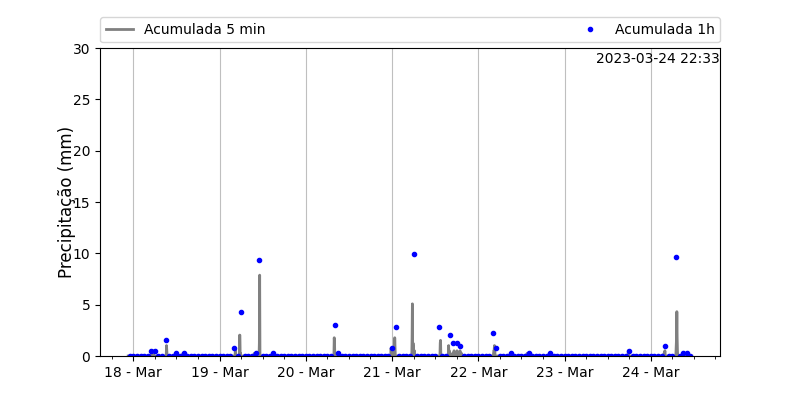 Acumulada 5 min
Acumulada 1h
2023-03-24 22:33
Precipitação (mm)
30
25
20
15
10
5
0
18 - Mar
19 - Mar
20 - Mar
21 - Mar
22 - Mar
23 - Mar
24 - Mar